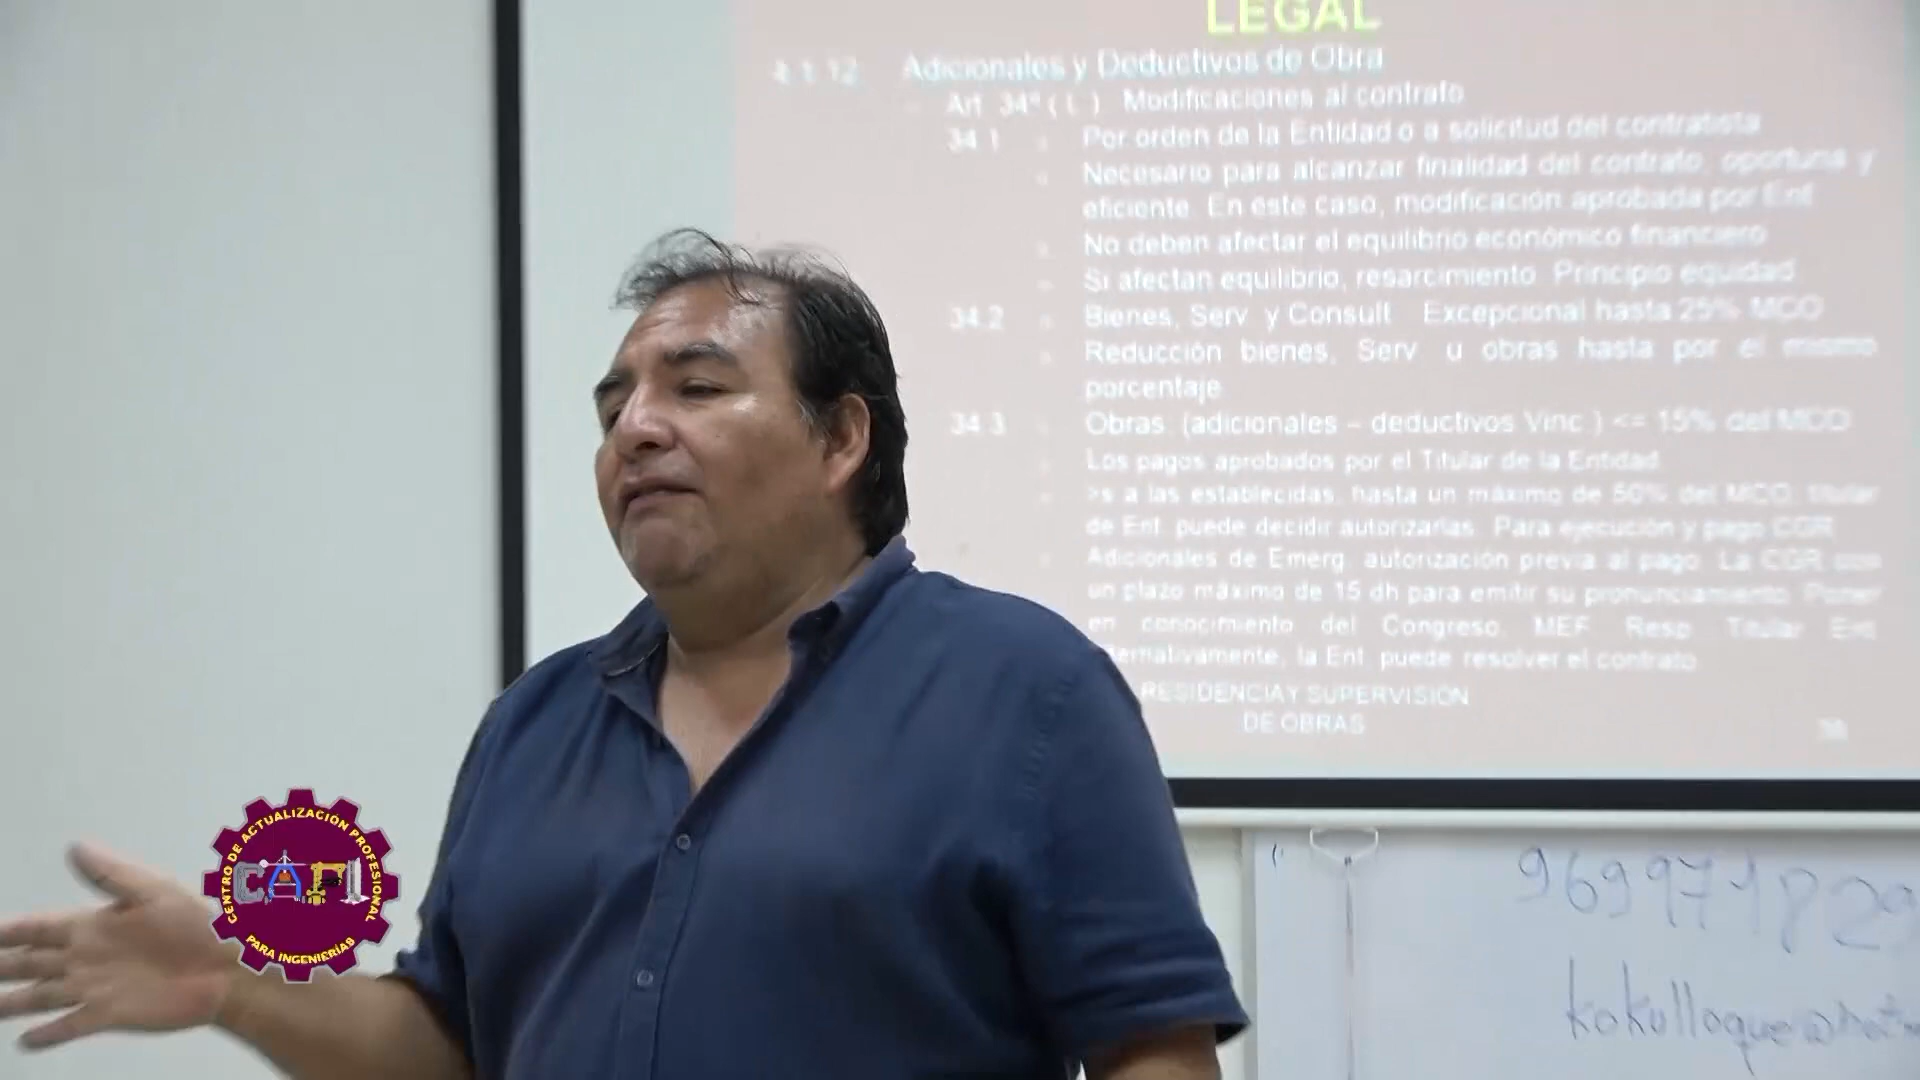 LEGAL
4.1.12 Adicionales y Deductivos de Obra
Art. 34° ( L ) Modificaciones al contrato
34.1 Por orden de la Entidad o a solicitud del contratista
Necesario para alcanzar finalidad del contrato, oportuna y
eficiente. En este caso, modificación aprobada por Ent.
No deben afectar el equilibrio económico financiero
Si afectan equilibrio, resarcimiento. Principio equidad
34.2 Bienes, Serv. y Consult. Excepcional hasta 25% MCO
Reducción bienes, Serv. u obras hasta por el mismo
porcentaje
34.3 Obras: (adicionales – deductivos Vinc.) <= 15% del MCO
Los pagos aprobados por el Titular de la Entidad.
>s a las establecidas, hasta un máximo de 50% del MCO, titular
de Ent. puede decidir autorizarlas. Para ejecución y pago CGR
Adicionales de Emerg. autorización previa al pago. La CGR con
un plazo máximo de 15 dh para emitir su pronunciamiento. Poner
en conocimiento del Congreso, MEF. Resp. Titular Ent.
ternativamente, la Ent. puede resolver el contrato
RESIDENCIA Y SUPERVISIÓN
DE OBRAS
CENTRO DE ACTUALIZACIÓN PROFESIONAL
CAPI
PARA INGENIERÍAS
969971829
kokulloque@hot